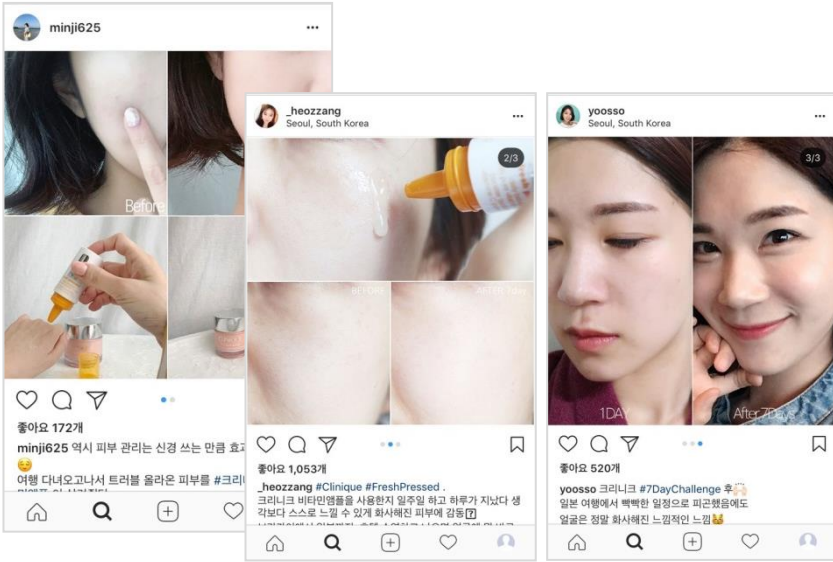 minji625
Before
좋아요 172개
minji625 역시 피부 관리는 신경 쓰는 만큼 효과
여행 다녀오고나서 트러블 올라온 피부를 #크리니
_heozzang
Seoul, South Korea
2/3
BEFORE
AFTER 7day
좋아요 1,053개
_heozzang #Clinique #FreshPressed .
크리니크 비타민앰플을 사용한지 일주일 하고 하루가 지났다 생
각보다 스스로 느낄 수 있게 화사해진 피부에 감동
yoosso
Seoul, South Korea
3/3
1DAY
After 7Days
좋아요 520개
yoosso 크리니크 #7DayChallenge 후
일본 여행에서 빡빡한 일정으로 피곤했음에도
얼굴은 정말 화사해진 느낌적인 느낌